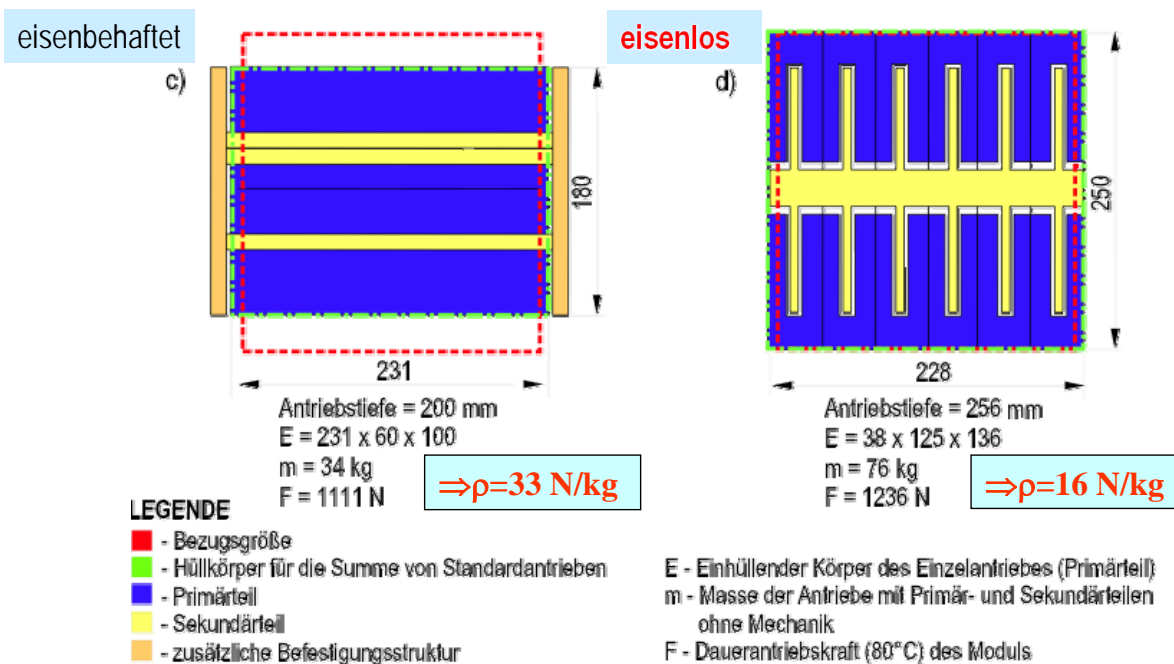 eisenbehaftet
c)
180
231
Antriebstiefe = 200 mm
E = 231 x 60 x 100
m = 34 kg
F = 1111 N
⇒ρ=33 N/kg
eisenlos
d)
250
228
Antriebstiefe = 256 mm
E = 38 x 125 x 136
m = 76 kg
F = 1236 N
⇒ρ=16 N/kg
LEGENDE
- Bezugsgröße
- Hüllkörper für die Summe von Standardantrieben
- Primärteil
- Sekundärteil
- zusätzliche Befestigungsstruktur
E - Einhüllender Körper des Einzelantriebes (Primärteil)
m - Masse der Antriebe mit Primär- und Sekundärteilen
ohne Mechanik
F - Dauerantriebskraft (80°C) des Moduls